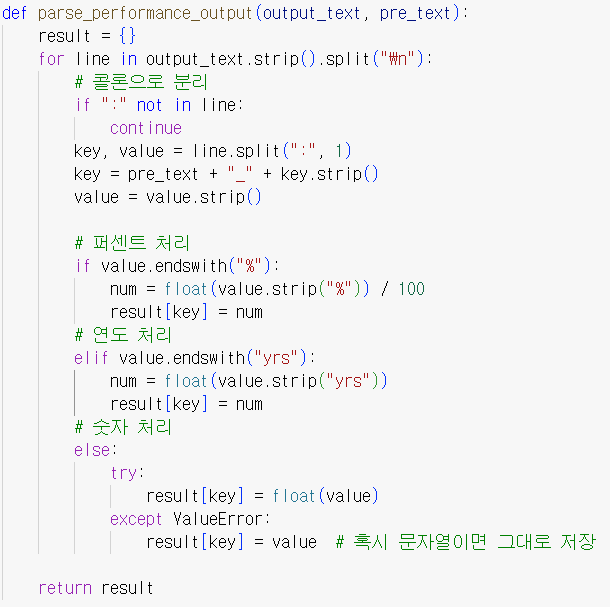 def parse_performance_output(output_text, pre_text):
    result = {}
    for line in output_text.strip().split("₩n"):
        # 콜론으로 분리
        if ":" not in line:
            continue
        key, value = line.split(":", 1)
        key = pre_text + "_" + key.strip()
        value = value.strip()

        # 퍼센트 처리
        if value.endswith("%"):
            num = float(value.strip("%")) / 100
            result[key] = num
        # 연도 처리
        elif value.endswith("yrs"):
            num = float(value.strip("yrs"))
            result[key] = num
        # 숫자 처리
        else:
            try:
                result[key] = float(value)
            except ValueError:
                result[key] = value  # 혹시 문자열이면 그대로 저장

    return result